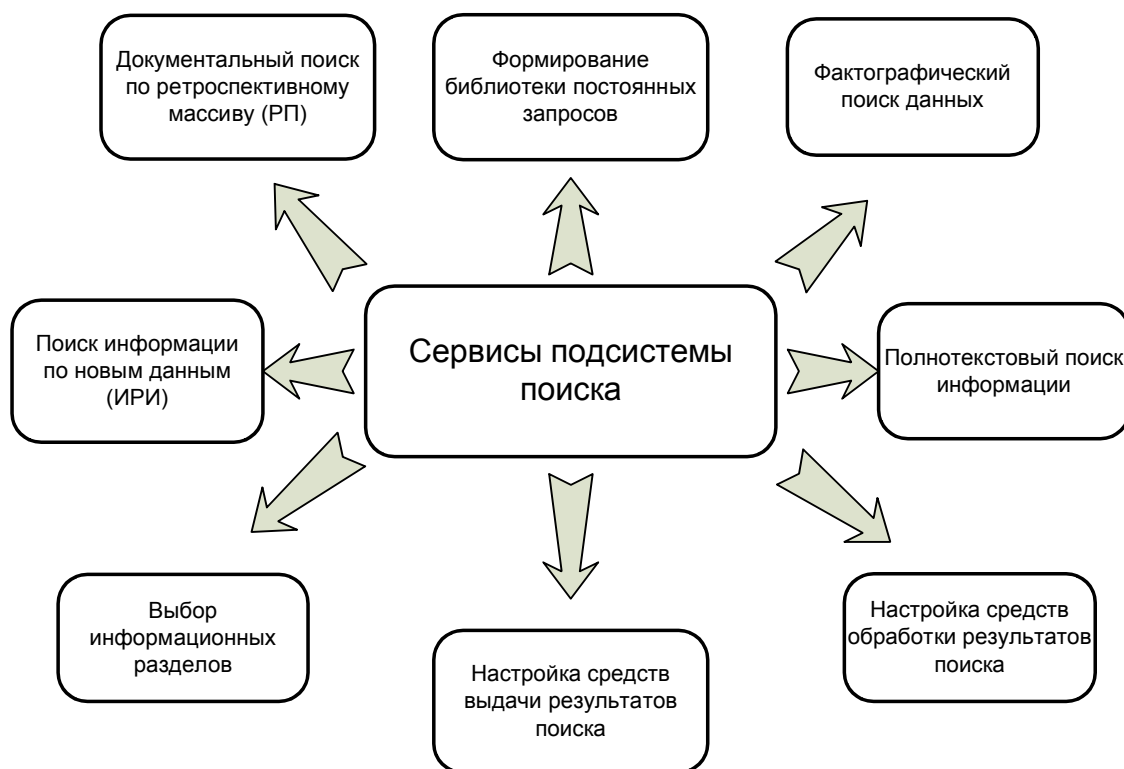 Документальный поиск
по ретроспективному
массиву (РП)
Формирование
библиотеки постоянных
запросов
Фактографический
поиск данных
Поиск информации
по новым данным
(ИРИ)
Сервисы подсистемы
поиска
Полнотекстовый поиск
информации
Выбор
информационных
разделов
Настройка средств
выдачи результатов
поиска
Настройка средств
обработки результатов
поиска